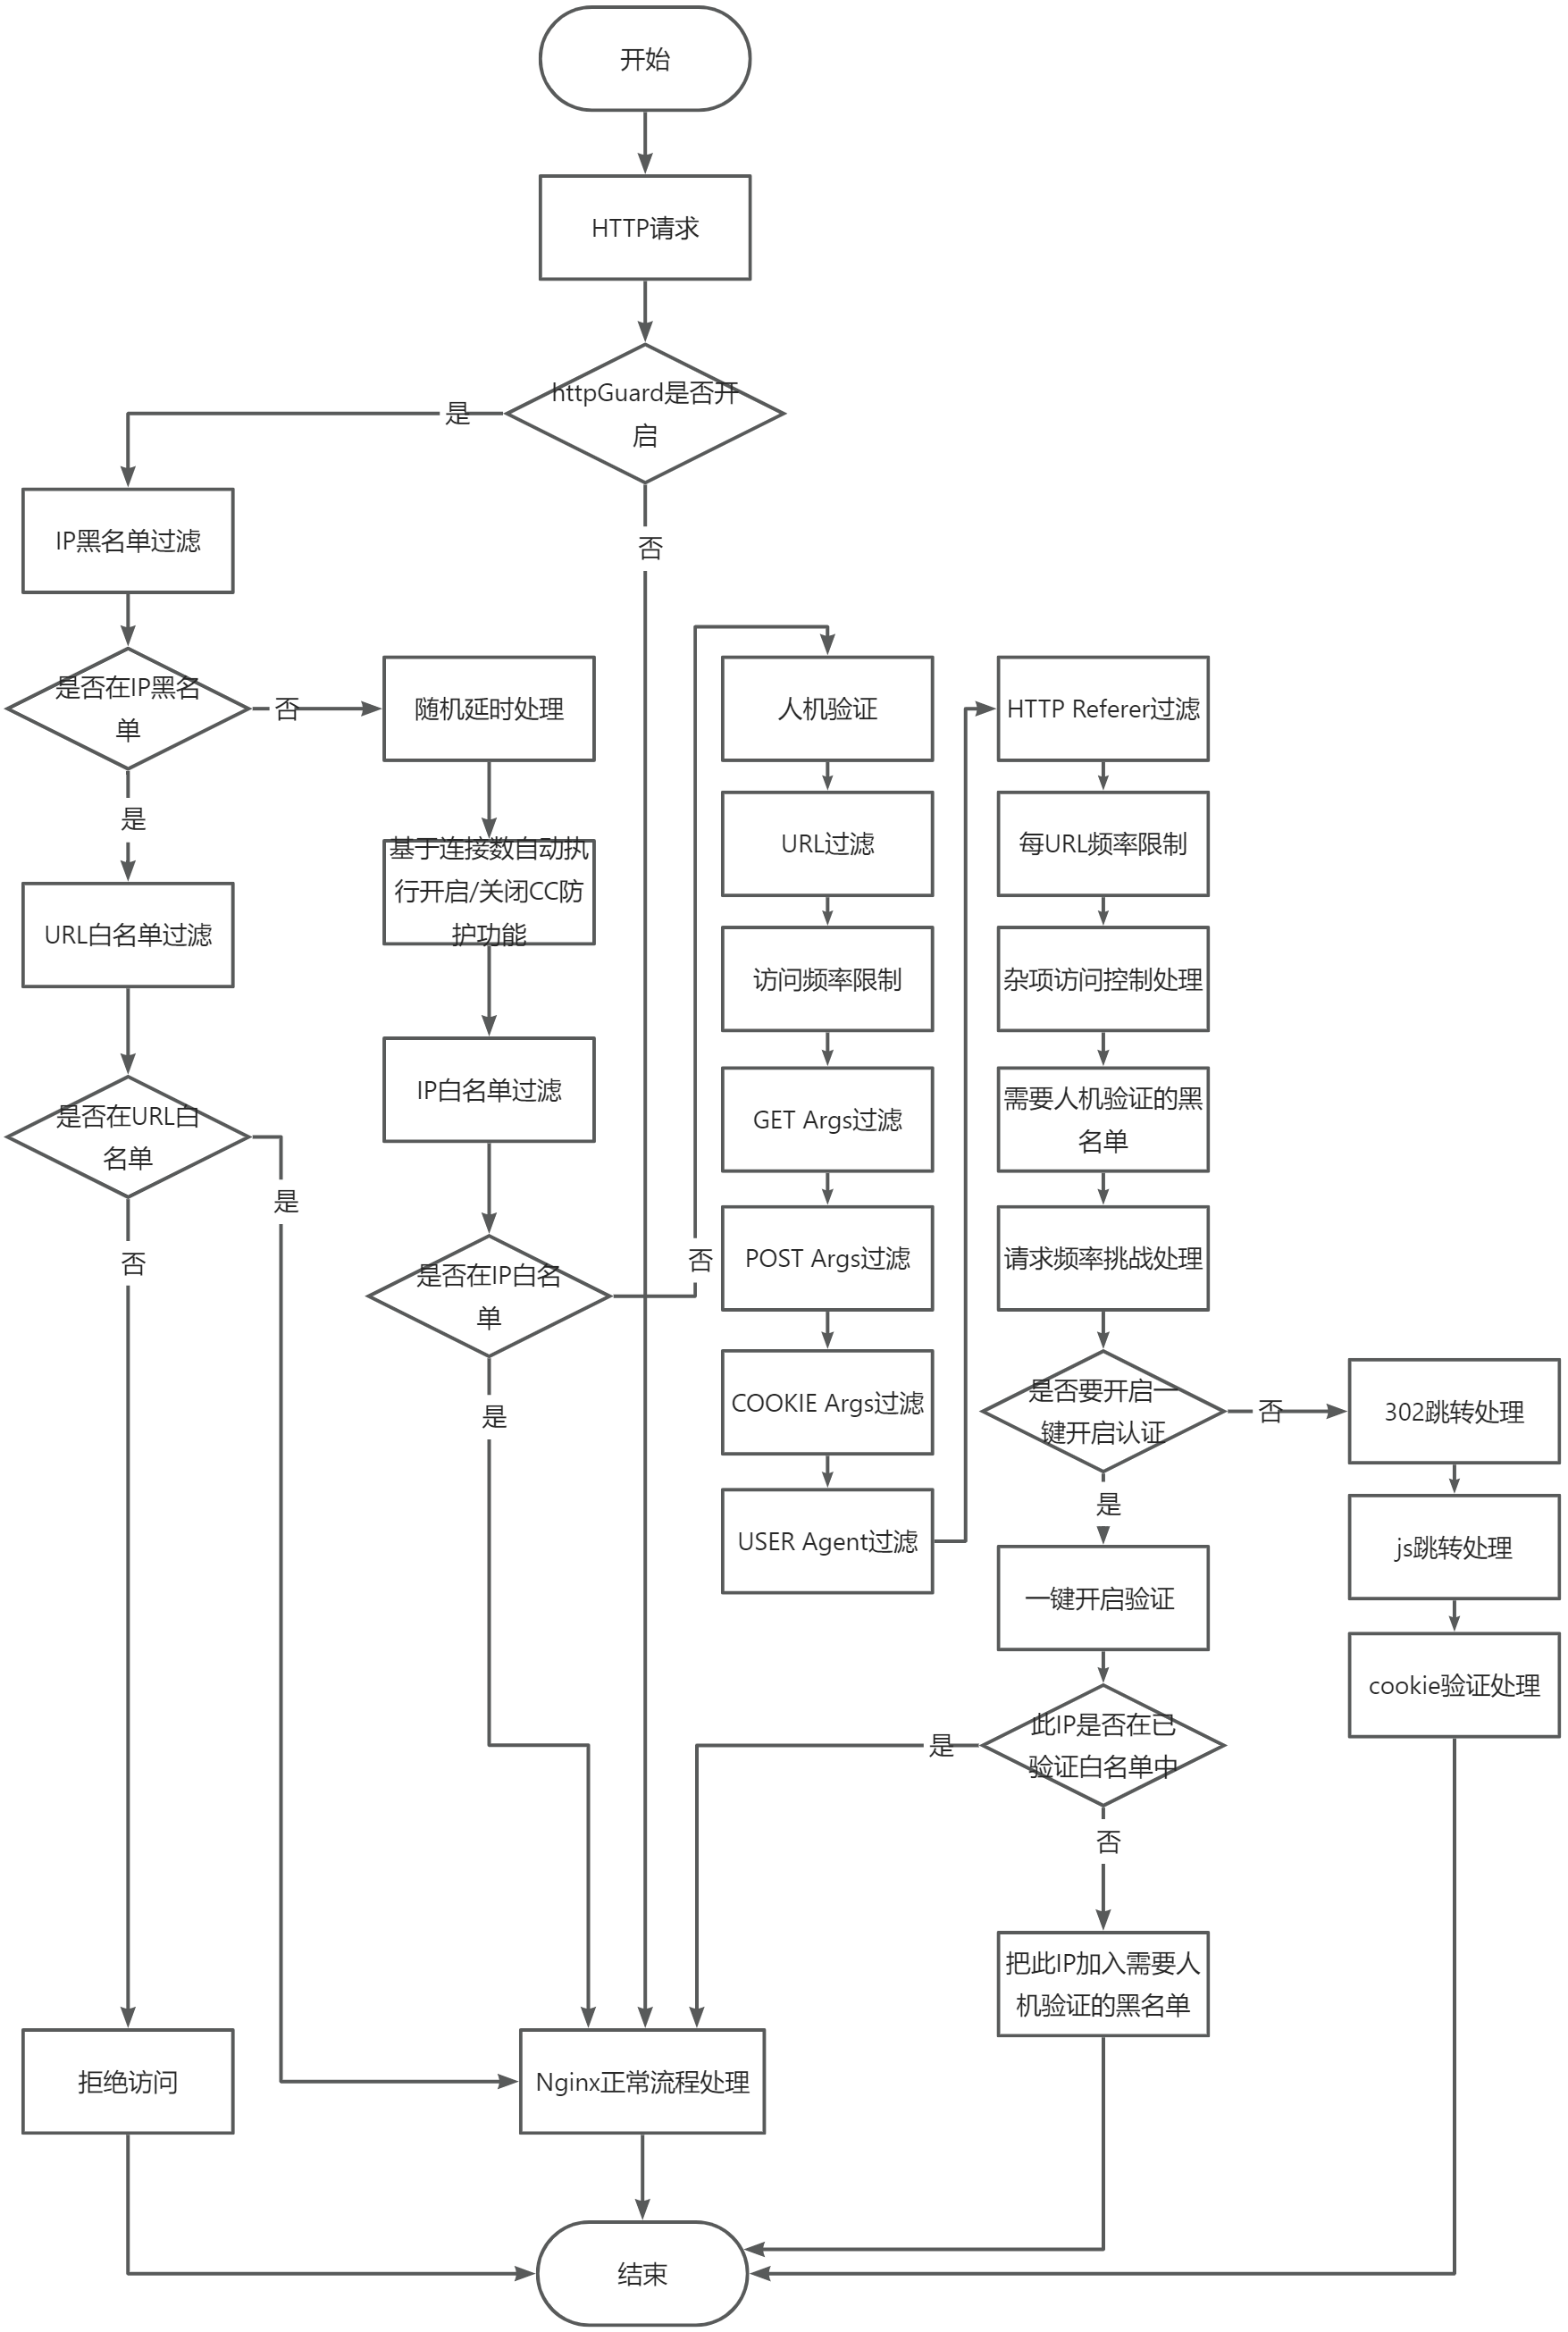 开始
HTTP请求
httpGuard是否开
启
是
否
IP黑名单过滤
是否在IP黑名
单
否
是
URL白名单过滤
是否在URL白
名单
是
否
随机延时处理
基于连接数自动执
行开启/关闭CC防
护功能
IP白名单过滤
是否在IP白名
单
否
是
人机验证
URL过滤
访问频率限制
GET Args过滤
POST Args过滤
COOKIE Args过滤
USER Agent过滤
HTTP Referer过滤
每URL频率限制
杂项访问控制处理
需要人机验证的黑
名单
请求频率挑战处理
是否要开启一
键开启认证
否
是
302跳转处理
js跳转处理
cookie验证处理
一键开启验证
此IP是否在已
验证白名单中
是
否
把此IP加入需要人
机验证的黑名单
拒绝访问
Nginx正常流程处理
结束